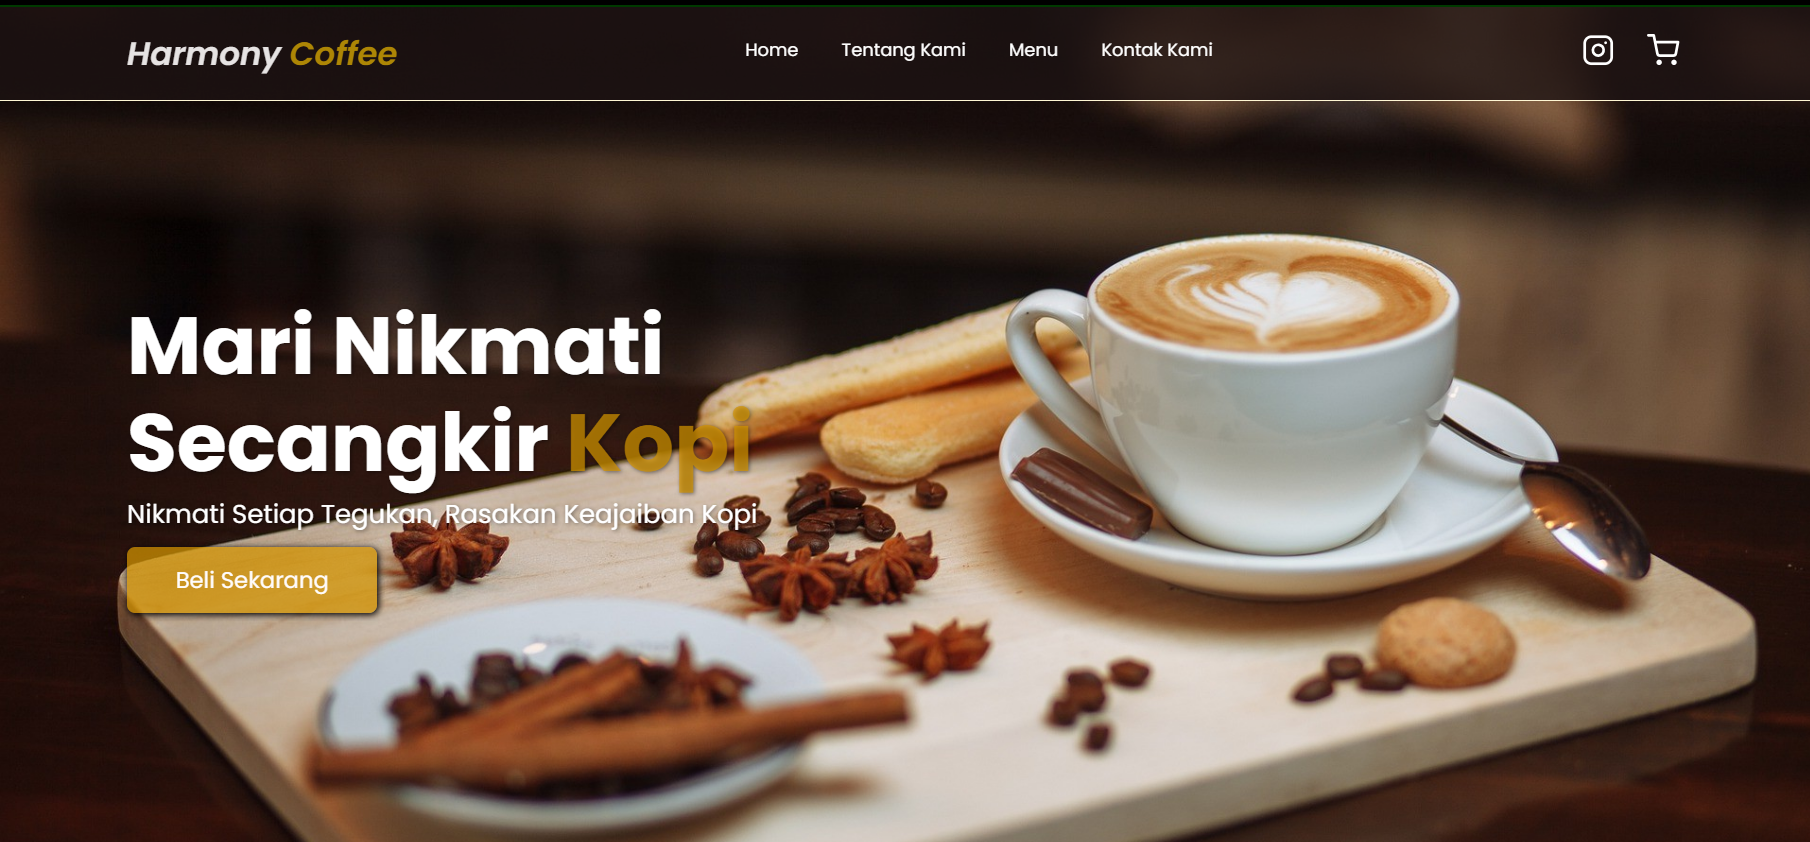 Harmony Coffee
Home
Tentang Kami
Menu
Kontak Kami
Mari Nikmati
Secangkir Kopi
Nikmati Setiap Tegukan, Rasakan Keajaiban Kopi
Beli Sekarang